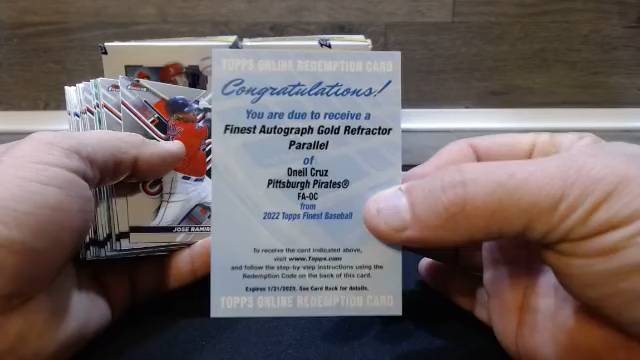 TOPPS ONLINE REDEMPTION CARD
Congratulations!
You are due to receive a
Finest Autograph Gold Refractor
Parallel
of
Oneil Cruz
Pittsburgh Pirates®
FA-OC
from
2022 Topps Finest Baseball
To receive the card indicated above,
visit www.Topps.com
and follow the step-by-step instructions using the
Redemption Code on the back of this card.
Expires 1/31/2025. See Card Back for details.
TOPPS ONLINE REDEMPTION CARD
JOSE RAMIR